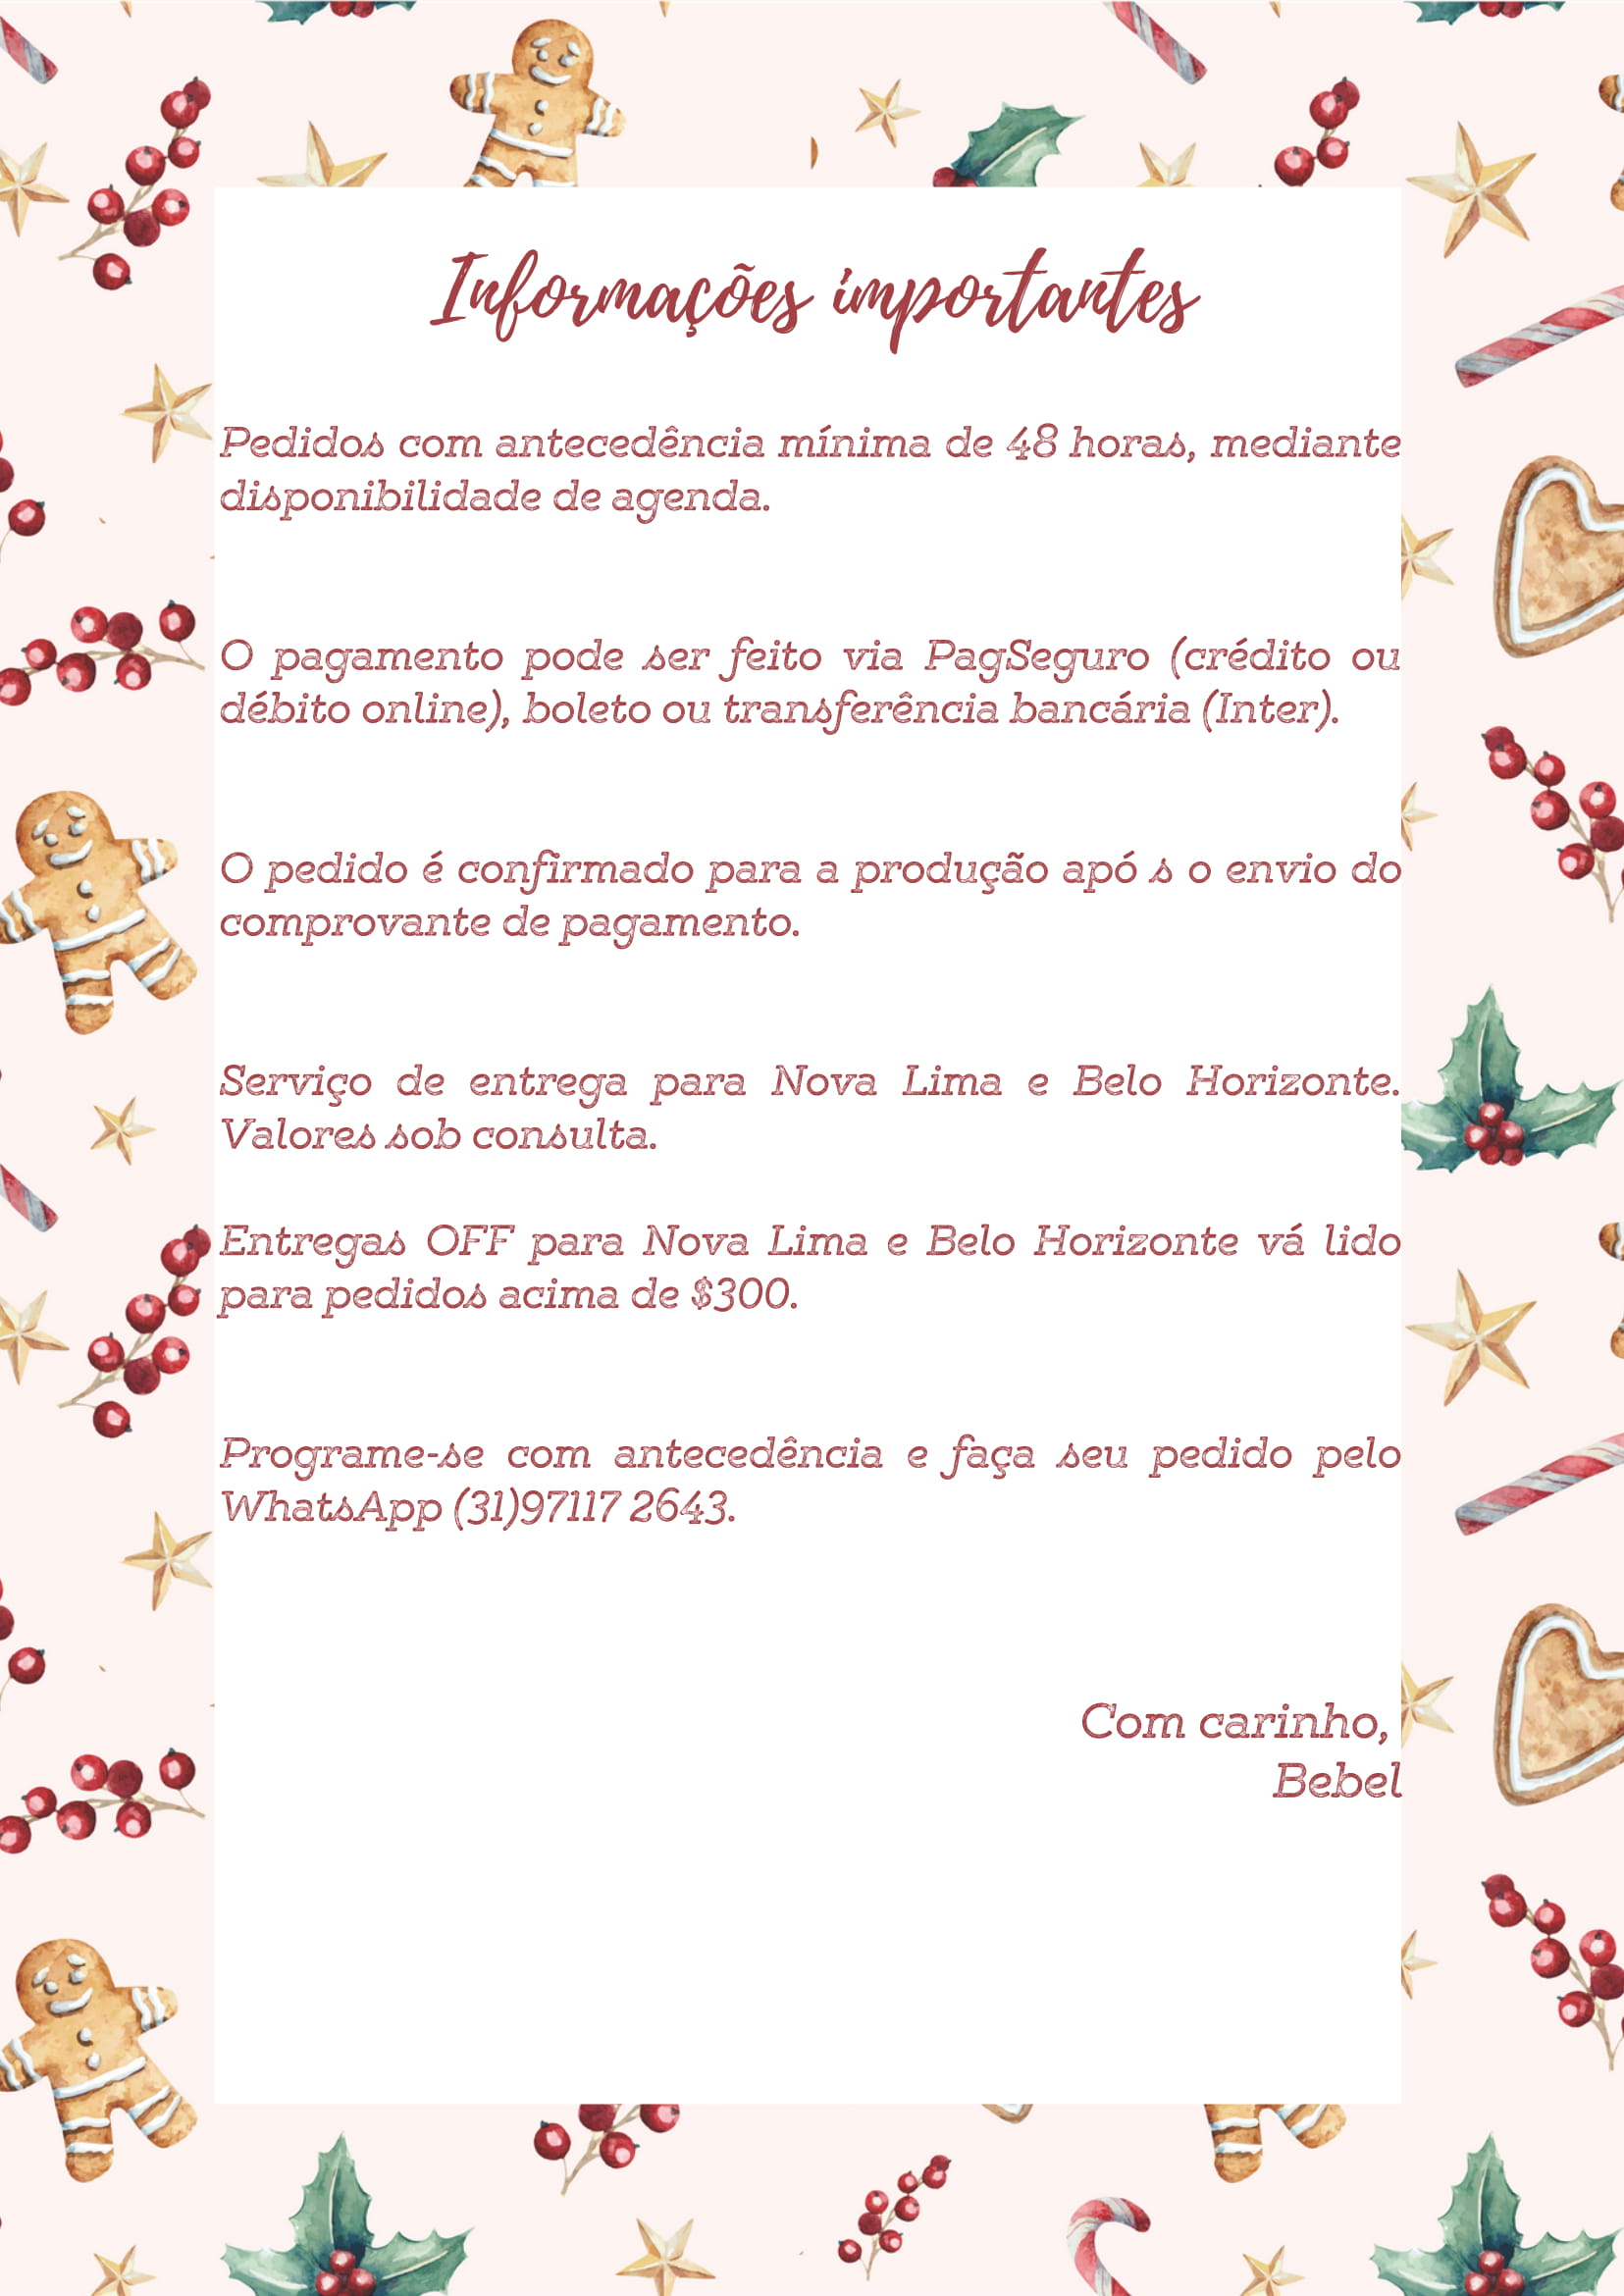 Informações importantes
Pedidos com antecedência mínima de 48 horas, mediante
disponibilidade de agenda.
O pagamento pode ser feito via PagSeguro (crédito ou
débito online), boleto ou transferência bancária (Inter).
O pedido é confirmado para a produção apó s o envio do
comprovante de pagamento.
Serviço de entrega para Nova Lima e Belo Horizonte.
Valores sob consulta.
Entregas OFF para Nova Lima e Belo Horizonte vá lido
para pedidos acima de $300.
Programe-se com antecedência e faça seu pedido pelo
WhatsApp (31)97117 2643.
Com carinho,
Bebel